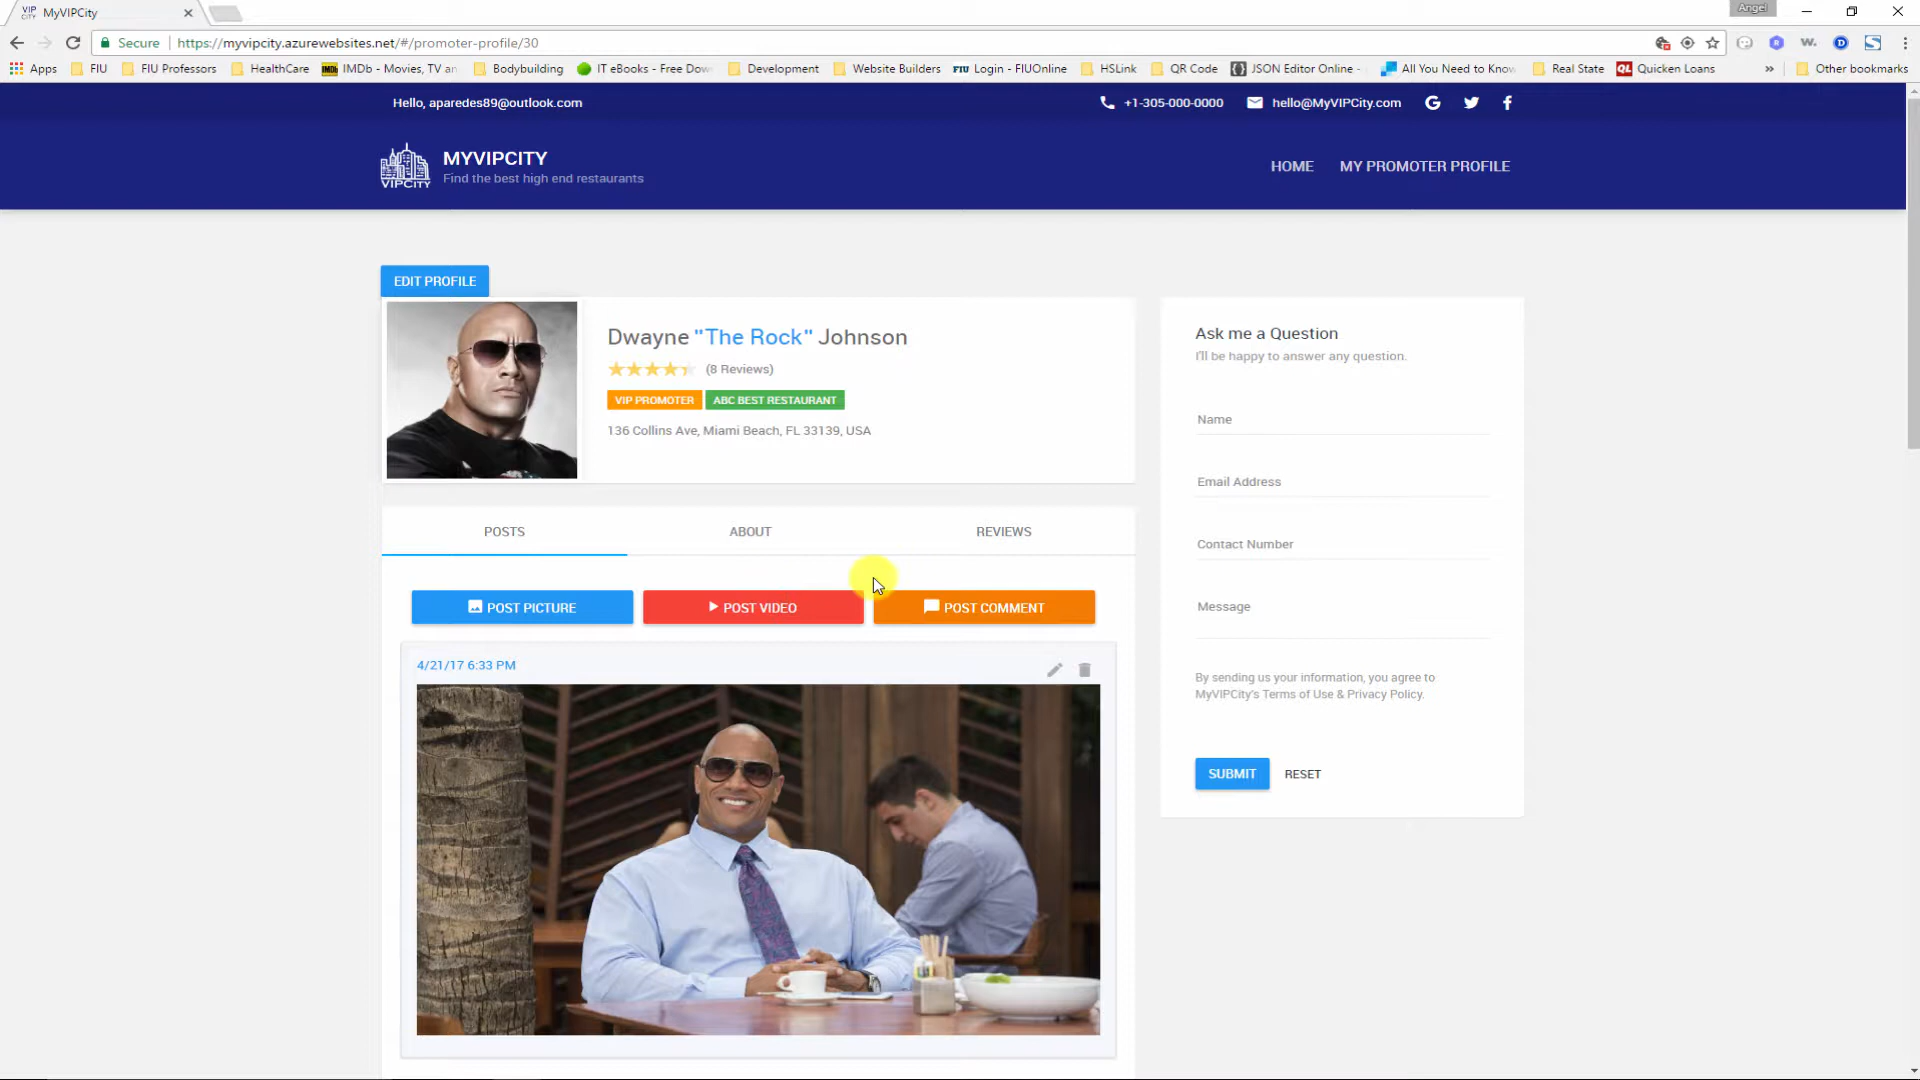 VIP CITY MyVIPCity
Angel
Secure https://myvipcity.azurewebsites.net/#/promoter-profile/30
Apps FIU FIU Professors HealthCare IMDb IMDb - Movies, TV an Bodybuilding IT eBooks - Free Dow Development Website Builders FIU Login - FIUOnline HSLink QR Code JSON Editor Online - All You Need to Know Real State QL Quicken Loans » Other bookmarks
Hello, aparedes89@outlook.com +1-305-000-0000 hello@MyVIPCity.com
VIPCITY
MYVIPCITY
Find the best high end restaurants
HOME MY PROMOTER PROFILE
EDIT PROFILE
Dwayne "The Rock" Johnson
(8 Reviews)
VIP PROMOTER ABC BEST RESTAURANT
136 Collins Ave, Miami Beach, FL 33139, USA
POSTS ABOUT REVIEWS
POST PICTURE POST VIDEO POST COMMENT
4/21/17 6:33 PM
Ask me a Question
I'll be happy to answer any question.
Name
Email Address
Contact Number
Message
By sending us your information, you agree to
MyVIPCity's Terms of Use & Privacy Policy.
SUBMIT RESET